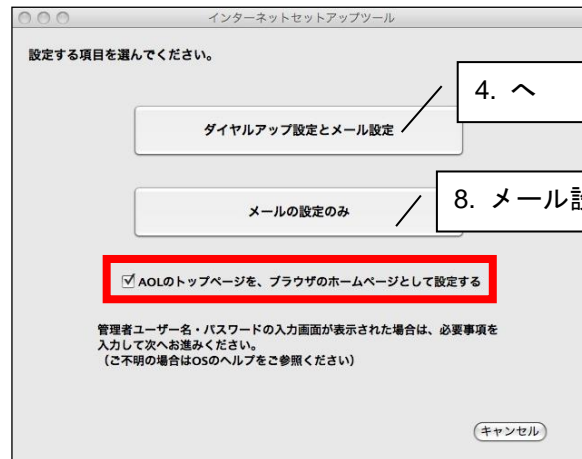 インターネットセットアップツール
設定する項目を選んでください。
4. へ
ダイヤルアップ設定とメール設定
8. メール設
メールの設定のみ
AOLのトップページを、ブラウザのホームページとして設定する
管理者ユーザー名・パスワードの入力画面が表示された場合は、必要事項を
入力して次へお進みください。
(ご不明の場合はOSのヘルプをご参照ください)
キャンセル